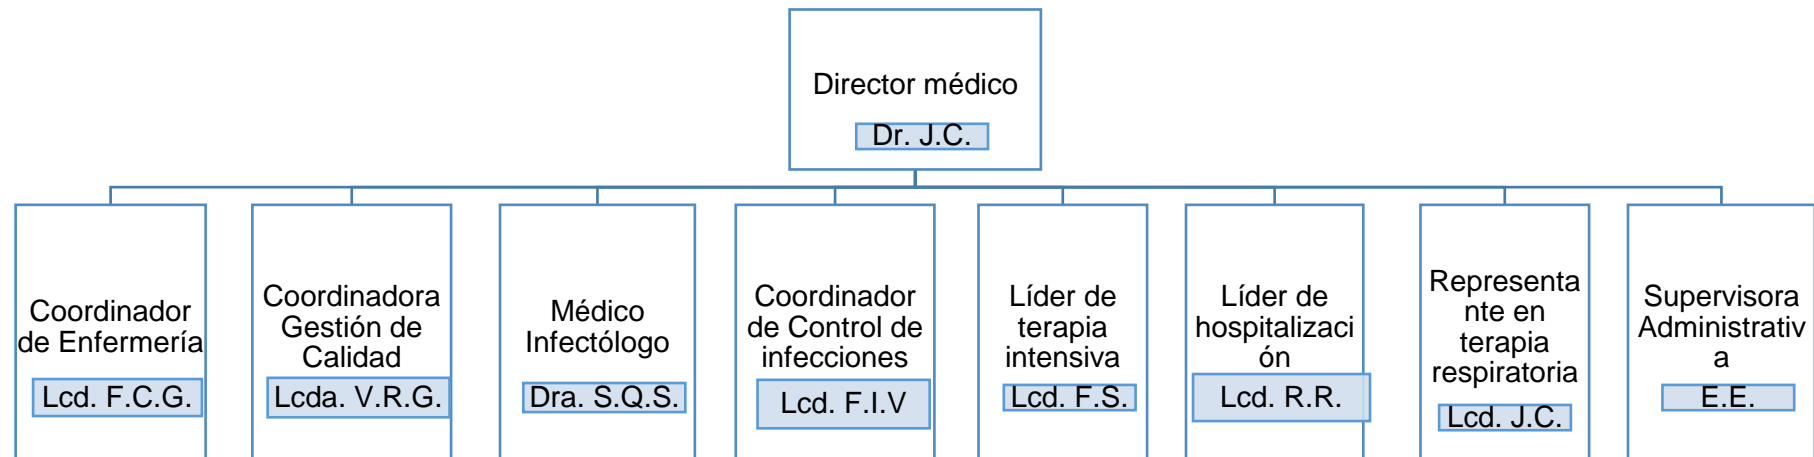 Director médico
Dr. J.C.
Coordinador
de Enfermería
Lcd. F.C.G.
Coordinadora
Gestión de
Calidad
Lcda. V.R.G.
Médico
Infectólogo
Dra. S.Q.S.
Coordinador
de Control de
infecciones
Lcd. F.I.V
Líder de
terapia
intensiva
Lcd. F.S.
Líder de
hospitalizaci
ón
Lcd. R.R.
Representa
nte en
terapia
respiratoria
Lcd. J.C.
Supervisora
Administrativ
a
E.E.